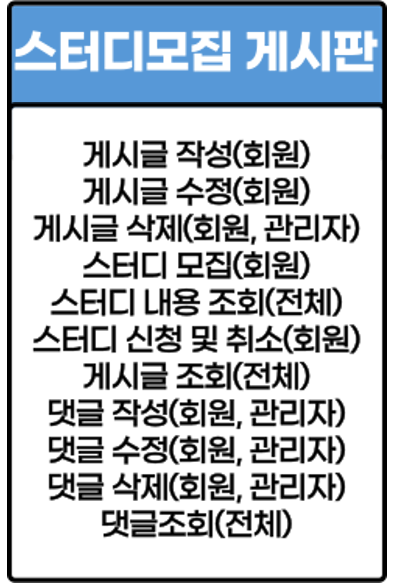 스터디모집 게시판
게시글 작성(회원)
게시글 수정(회원)
게시글 삭제(회원, 관리자)
스터디 모집(회원)
스터디 내용 조회(전체)
스터디 신청 및 취소(회원)
게시글 조회(전체)
댓글 작성(회원, 관리자)
댓글 수정(회원, 관리자)
댓글 삭제(회원, 관리자)
댓글조회(전체)